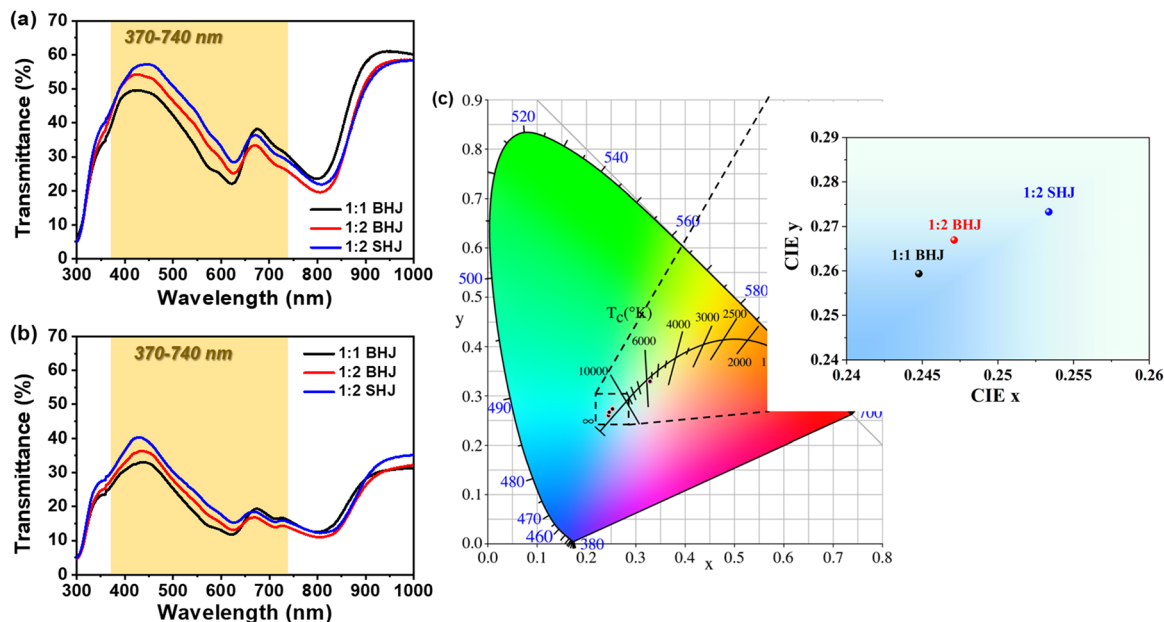 (a)
70
60
50
40
30
20
10
0
Transmittance (%)
370-740 nm
1:1 BHJ
1:2 BHJ
1:2 SHJ
300 400 500 600 700 800 900 1000
Wavelength (nm)
(b)
70
60
50
40
30
20
10
0
Transmittance (%)
370-740 nm
1:1 BHJ
1:2 BHJ
1:2 SHJ
300 400 500 600 700 800 900 1000
Wavelength (nm)
(c)
0.9
0.8
0.7
0.6
0.5
0.4
0.3
0.2
0.1
0.0
y
520
540
560
580
500
490
480
470
460
380
700
Tc(°K)
∞
10000
6000
4000
3000
2500
2000
1
0.0 0.1 0.2 0.3 0.4 0.5 0.6 0.7 0.8
x
0.29
0.28
0.27
0.26
0.24
CIE y
1:2 SHJ
1:2 BHJ
1:1 BHJ
0.24 0.245 0.25 0.255 0.26
CIE x